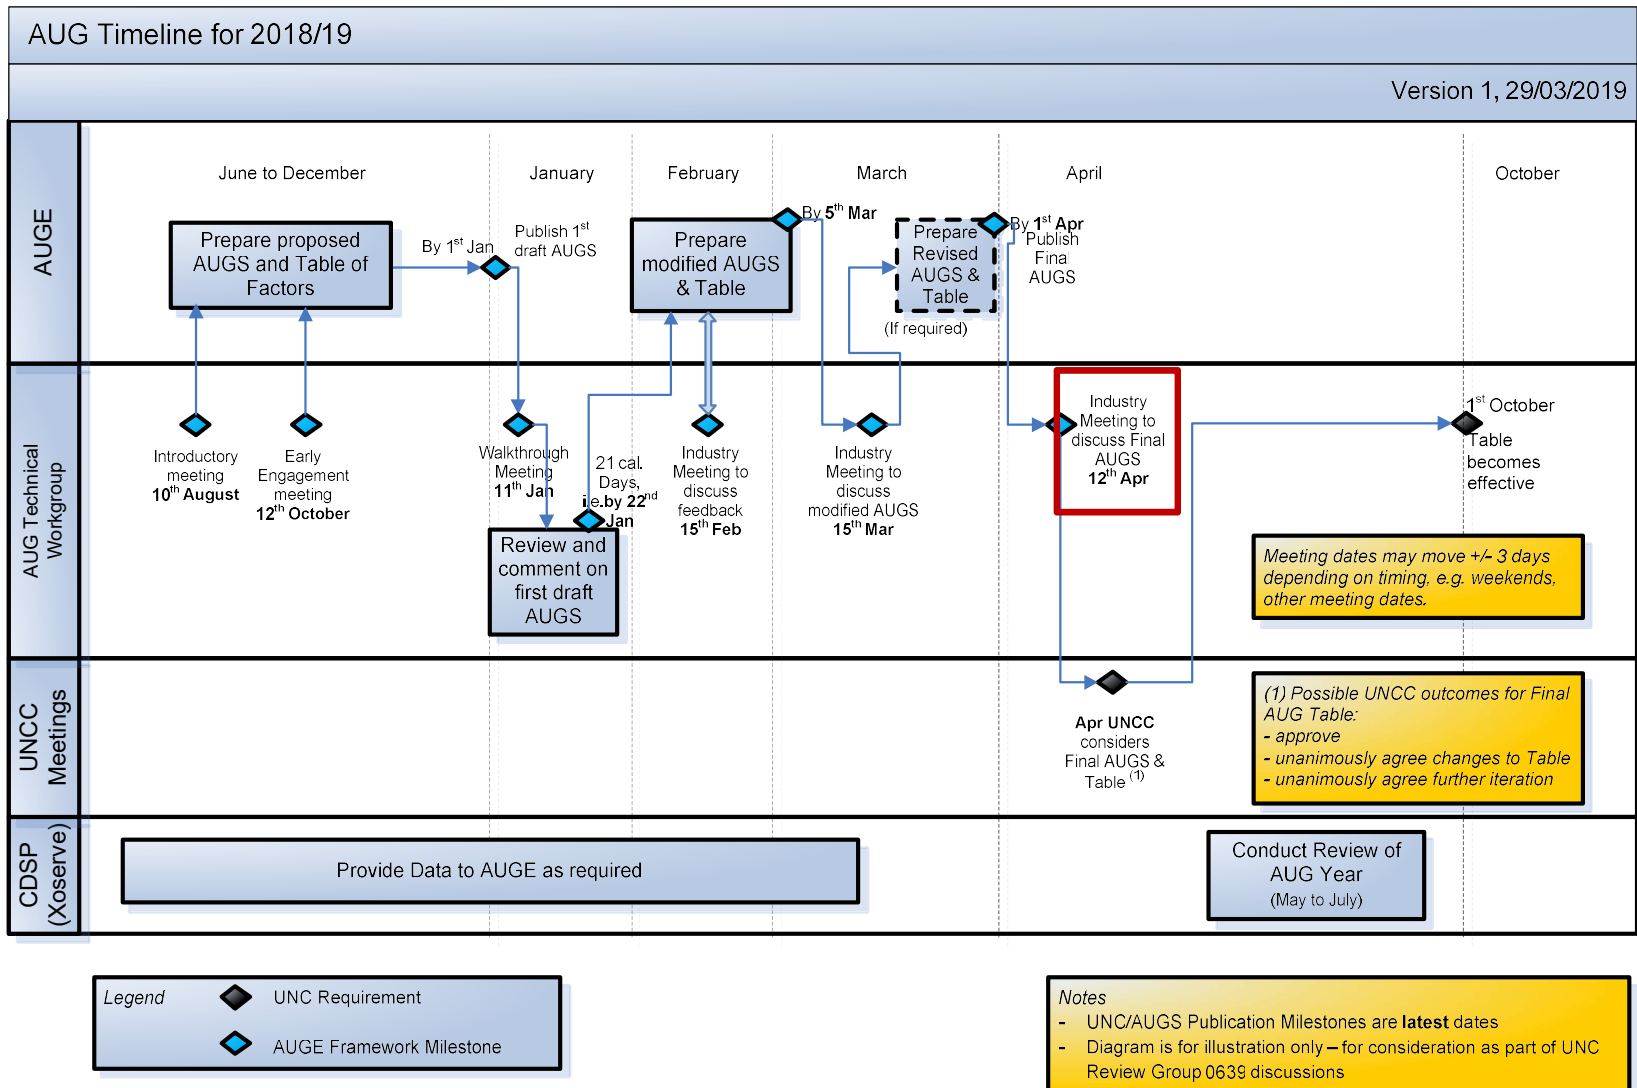 AUG Timeline for 2018/19
Version 1, 29/03/2019
AUGE
June to December
January
February
March
April
October
Prepare proposed
AUGS and Table of
Factors
By 1st Jan
Publish 1st
draft AUGS
Prepare
modified AUGS
& Table
By 5th Mar
Prepare
Revised
AUGS &
Table
(If required)
By 1st Apr
Publish
Final
AUGS
AUG Technical
Workgroup
Introductory
meeting
10th August
Early
Engagement
meeting
12th October
Walkthrough
Meeting
11th Jan
21 cal.
Days,
i.e.by 22nd
Jan
Review and
comment on
first draft
AUGS
Industry
Meeting to
discuss
feedback
15th Feb
Industry
Meeting to
discuss
modified AUGS
15th Mar
Industry
Meeting to
discuss Final
AUGS
12th Apr
1st October
Table
becomes
effective
Meeting dates may move +/- 3 days
depending on timing, e.g. weekends,
other meeting dates.
UNCC
Meetings
Apr UNCC
considers
Final AUGS &
Table (1)
(1) Possible UNCC outcomes for Final
AUG Table:
- approve
- unanimously agree changes to Table
- unanimously agree further iteration
CDSP
(Xoserve)
Provide Data to AUGE as required
Conduct Review of
AUG Year
(May to July)
Legend
UNC Requirement
AUGE Framework Milestone
Notes
- UNC/AUGS Publication Milestones are latest dates
- Diagram is for illustration only – for consideration as part of UNC
Review Group 0639 discussions